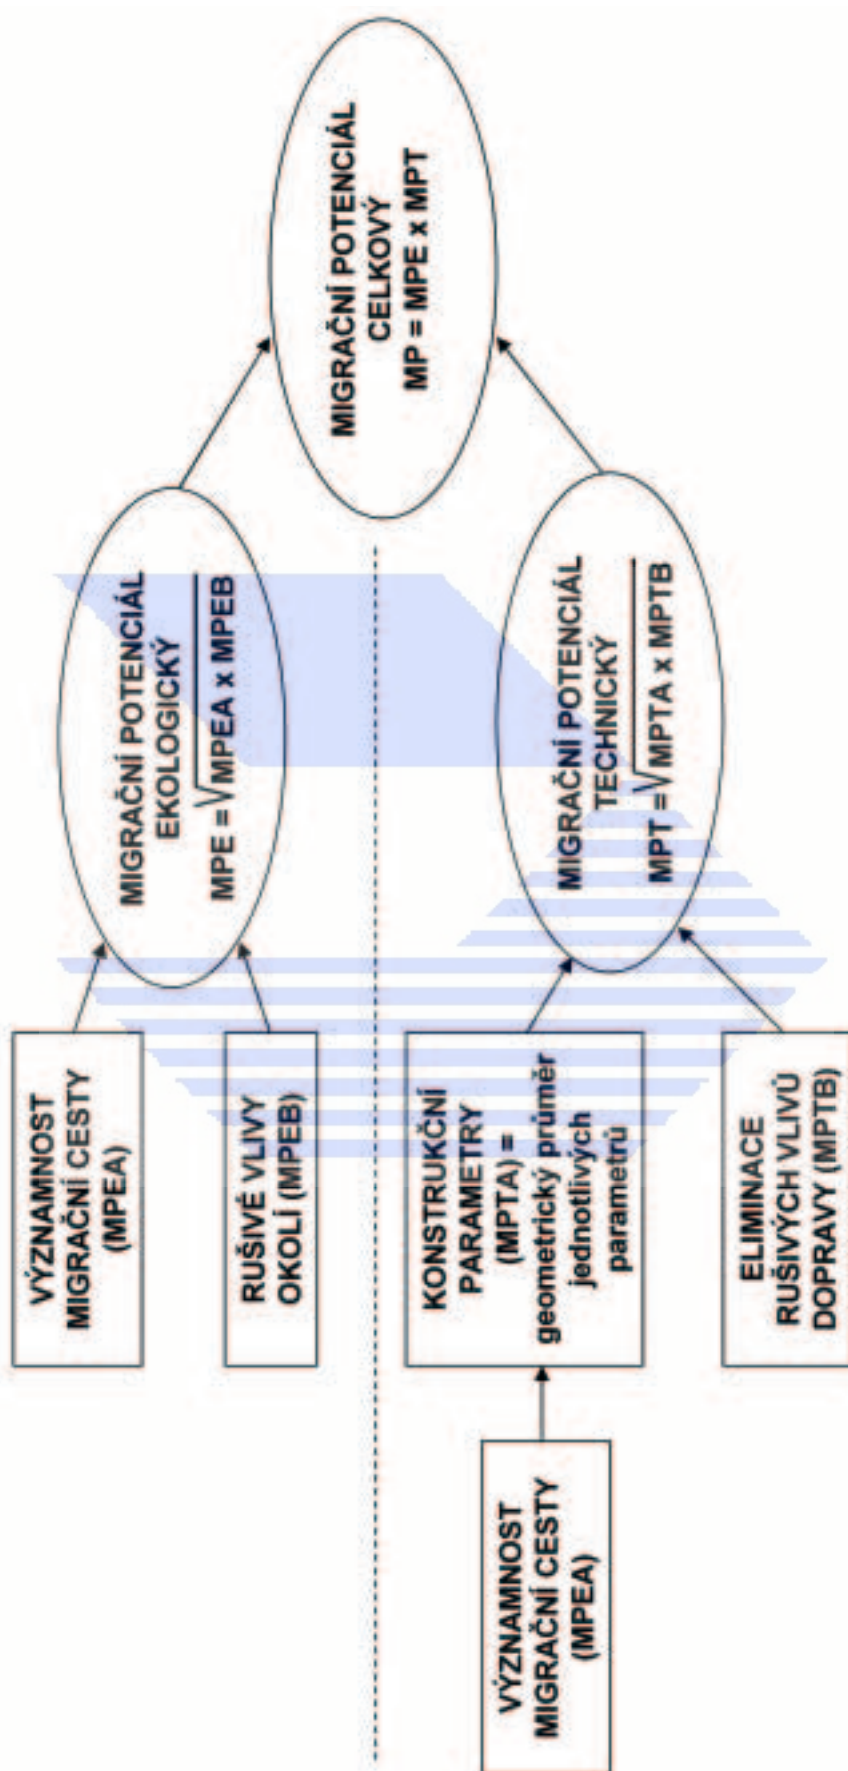 VÝZNAMNOST
MIGRAČNÍ CESTY
(MPEA)
RUŠIVÉ VLIVY
OKOLÍ (MPEB)
MIGRAČNÍ POTENCIÁL
EKOLOGICKÝ
MPE = √MPEA x MPEB
MIGRAČNÍ POTENCIÁL
CELKOVÝ
MP = MPE x MPT
VÝZNAMNOST
MIGRAČNÍ CESTY
(MPEA)
KONSTRUKČNÍ
PARAMETRY
(MPTA) =
geometrický průměr
jednotlivých
parametrů
ELIMINACE
RUŠIVÝCH VLIVŮ
DOPRAVY (MPTB)
MIGRAČNÍ POTENCIÁL
TECHNICKÝ
MPT = √MPTA x MPTB